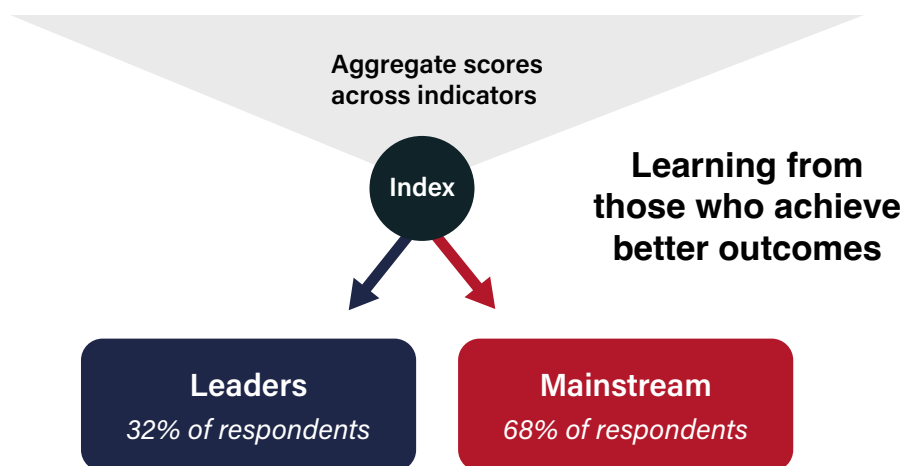 Aggregate scores
across indicators
Index
Learning from
those who achieve
better outcomes
Leaders
32% of respondents
Mainstream
68% of respondents